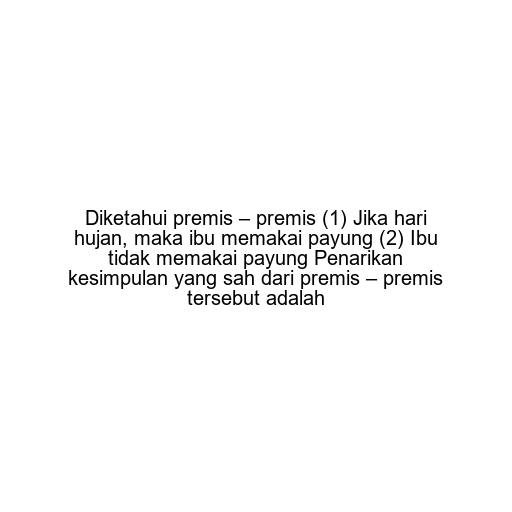 Diketahui premis – premis (1) Jika hari
hujan, maka ibu memakai payung (2) Ibu
tidak memakai payung Penarikan
kesimpulan yang sah dari premis – premis
tersebut adalah